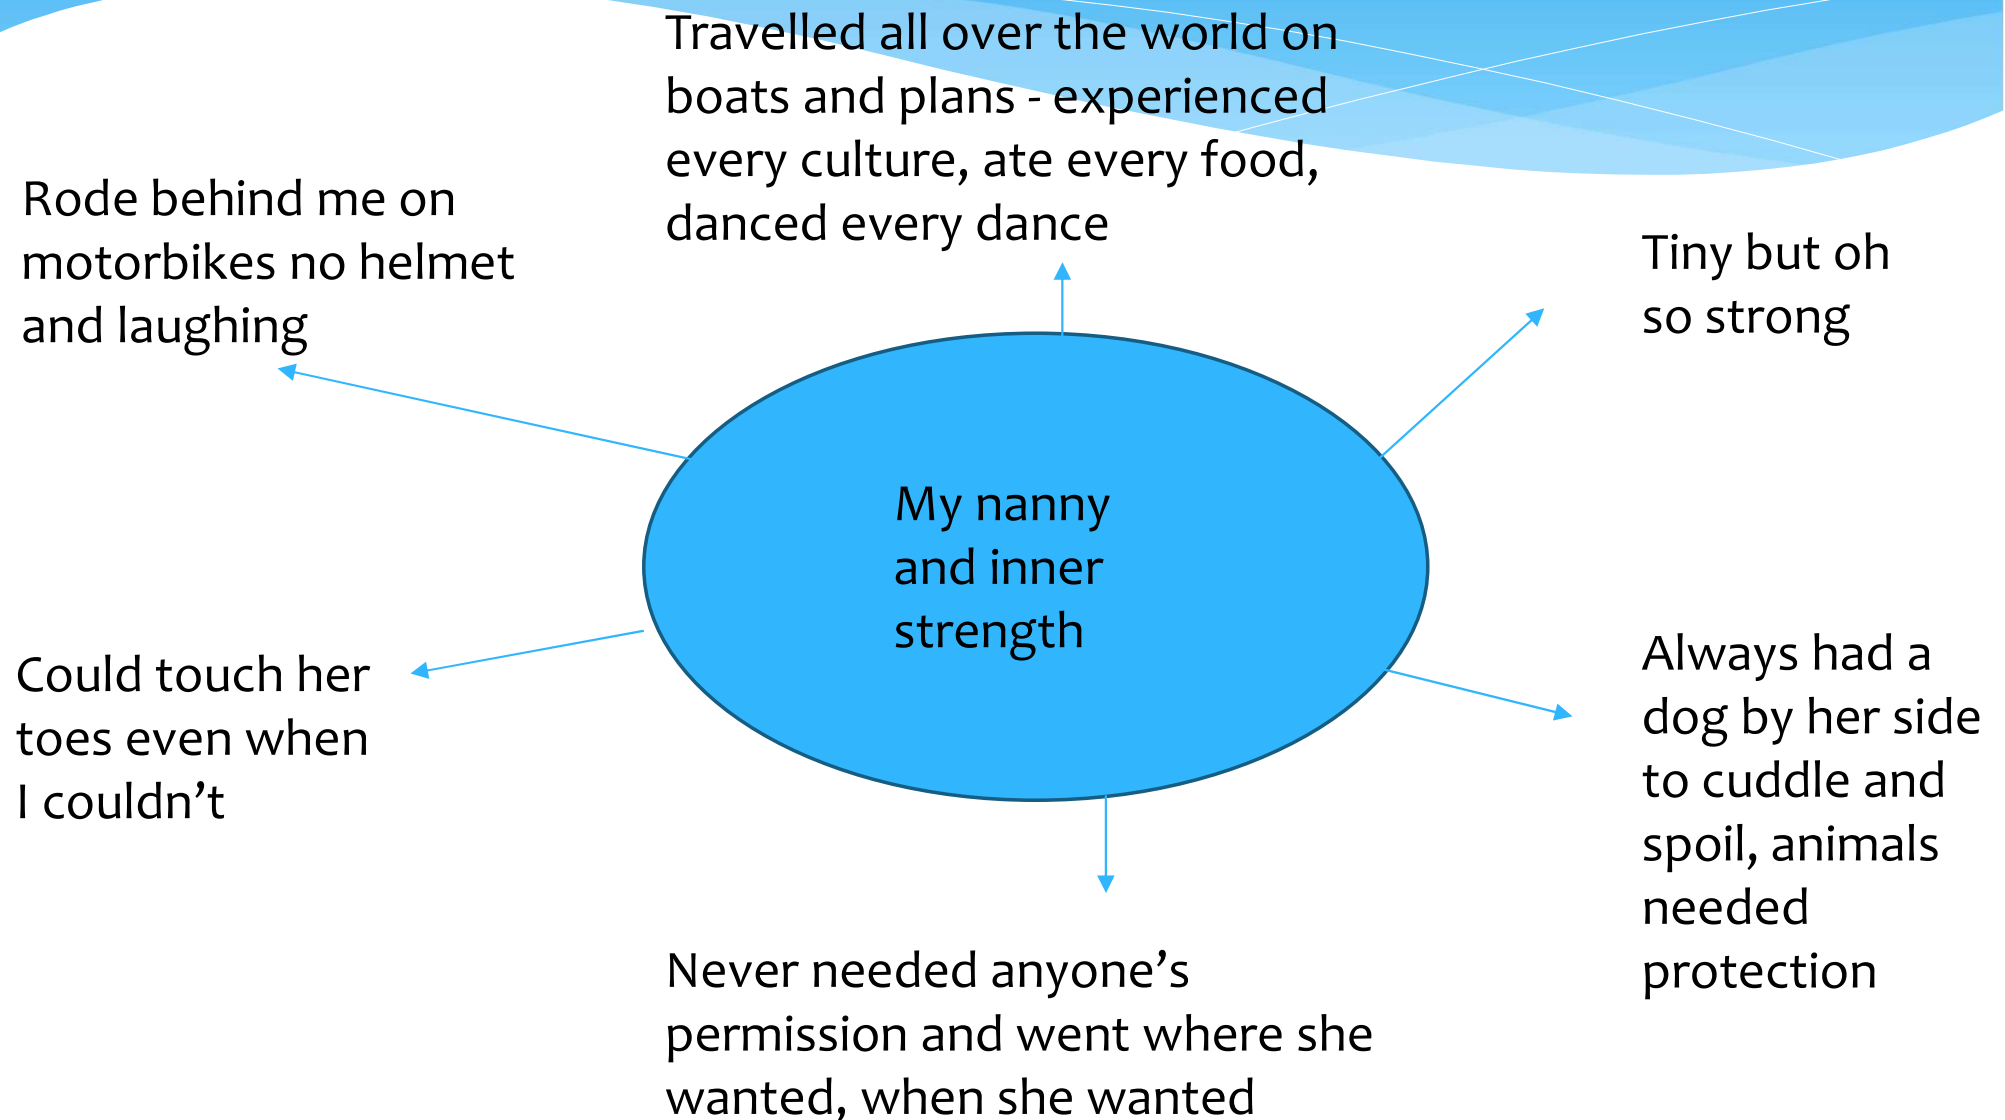 Travelled all over the world on
boats and plans - experienced
every culture, ate every food,
danced every dance
Rode behind me on
motorbikes no helmet
and laughing
Tiny but oh
so strong
My nanny
and inner
strength
Could touch her
toes even when
I couldn’t
Always had a
dog by her side
to cuddle and
spoil, animals
needed
protection
Never needed anyone’s
permission and went where she
wanted, when she wanted